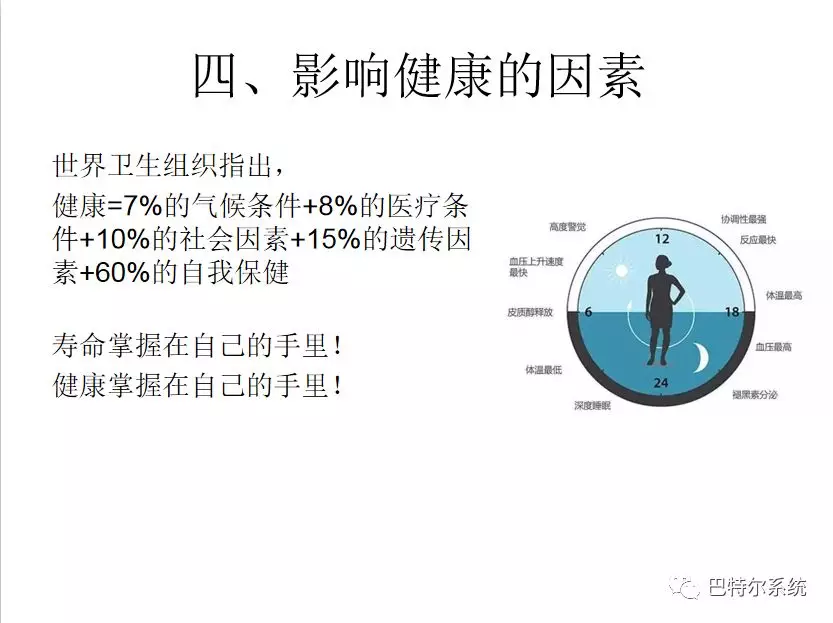 四、影响健康的因素
世界卫生组织指出，
健康=7%的气候条件+8%的医疗条
件+10%的社会因素+15%的遗传因
素+60%的自我保健
寿命掌握在自己的手里！
健康掌握在自己的手里！
高度警觉
协调性最强
12
反应最快
血压上升速度
最快
体温最高
皮质醇释放
6
18
血压最高
体温最低
24
褪黑素分泌
深度睡眠
巴特尔系统